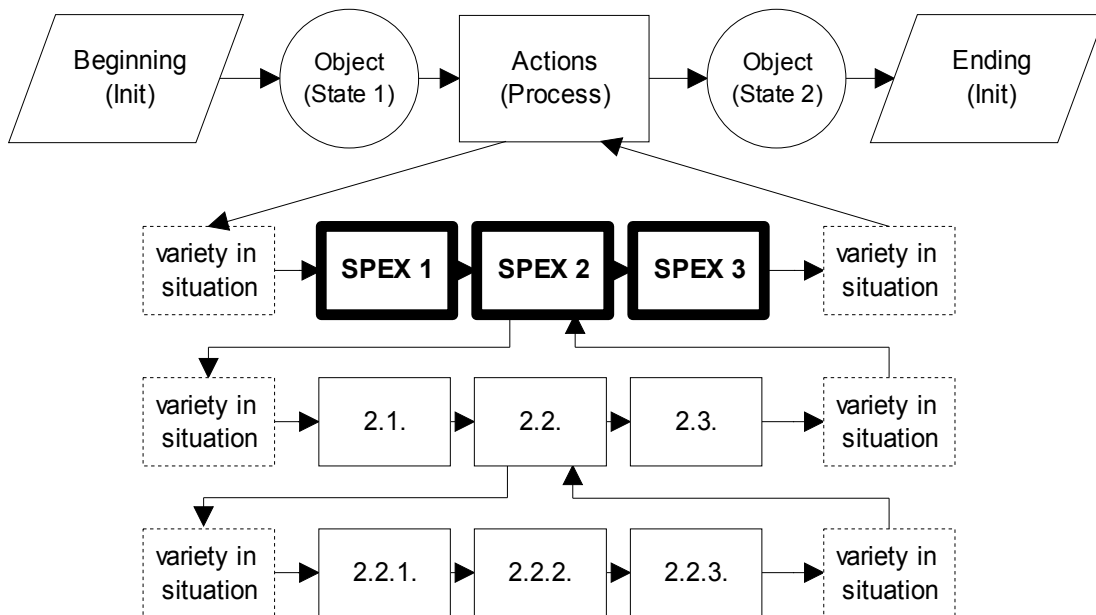 Beginning
(Init)
Object
(State 1)
Actions
(Process)
Object
(State 2)
Ending
(Init)
variety in
situation
SPEX 1
SPEX 2
SPEX 3
variety in
situation
variety in
situation
2.1.
2.2.
2.3.
variety in
situation
variety in
situation
2.2.1.
2.2.2.
2.2.3.
variety in
situation